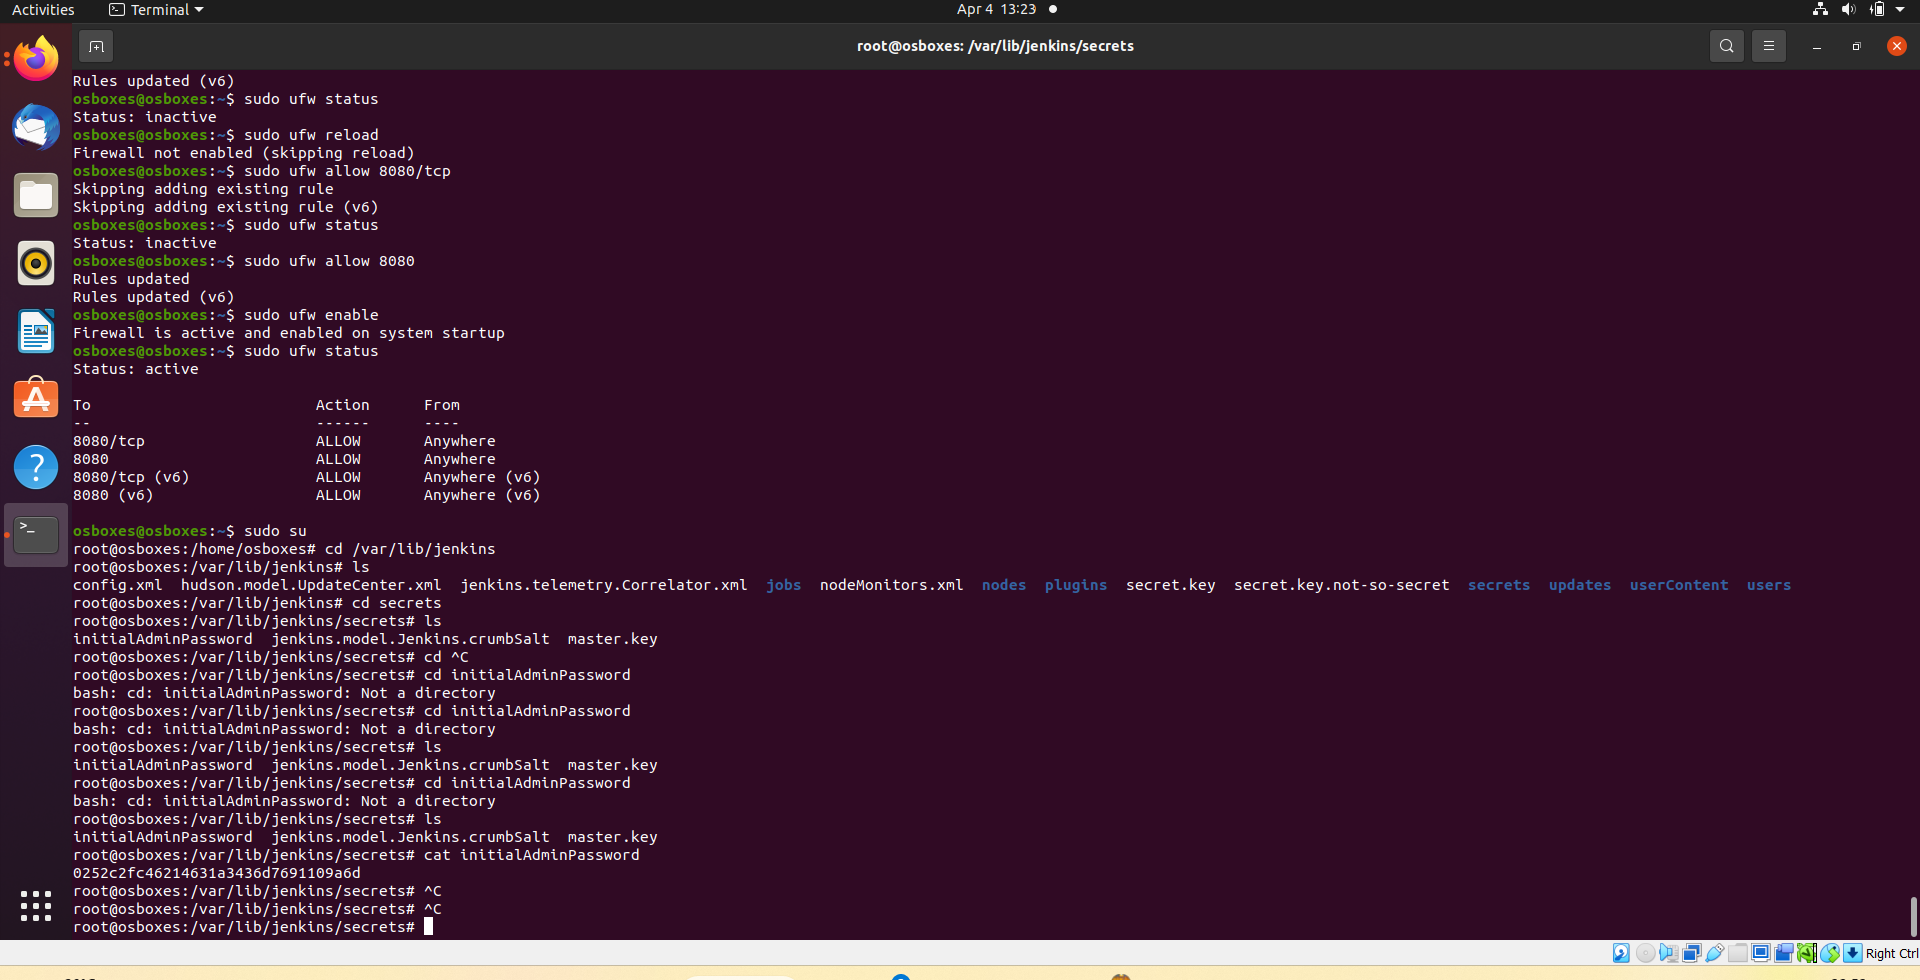 Activities
Terminal
Apr 4 13:23
root@osboxes: /var/lib/jenkins/secrets
Rules updated (v6)
osboxes@osboxes:~$ sudo ufw status
Status: inactive
osboxes@osboxes:~$ sudo ufw reload
Firewall not enabled (skipping reload)
osboxes@osboxes:~$ sudo ufw allow 8080/tcp
Skipping adding existing rule
Skipping adding existing rule (v6)
osboxes@osboxes:~$ sudo ufw status
Status: inactive
osboxes@osboxes:~$ sudo ufw allow 8080
Rules updated
Rules updated (v6)
osboxes@osboxes:~$ sudo ufw enable
Firewall is active and enabled on system startup
osboxes@osboxes:~$ sudo ufw status
Status: active
To                         Action      From
--                         ------      ----
8080/tcp                   ALLOW       Anywhere
8080                       ALLOW       Anywhere
8080/tcp (v6)              ALLOW       Anywhere (v6)
8080 (v6)                  ALLOW       Anywhere (v6)
osboxes@osboxes:~$ sudo su
root@osboxes:/home/osboxes# cd /var/lib/jenkins
root@osboxes:/var/lib/jenkins# ls
config.xml  hudson.model.UpdateCenter.xml  jenkins.telemetry.Correlator.xml  jobs  nodeMonitors.xml  nodes  plugins  secret.key  secret.key.not-so-secret  secrets  updates  userContent  users
root@osboxes:/var/lib/jenkins# cd secrets
root@osboxes:/var/lib/jenkins/secrets# ls
initialAdminPassword  jenkins.model.Jenkins.crumbSalt  master.key
root@osboxes:/var/lib/jenkins/secrets# cd ^C
root@osboxes:/var/lib/jenkins/secrets# cd initialAdminPassword
bash: cd: initialAdminPassword: Not a directory
root@osboxes:/var/lib/jenkins/secrets# cd initialAdminPassword
bash: cd: initialAdminPassword: Not a directory
root@osboxes:/var/lib/jenkins/secrets# ls
initialAdminPassword  jenkins.model.Jenkins.crumbSalt  master.key
root@osboxes:/var/lib/jenkins/secrets# cd initialAdminPassword
bash: cd: initialAdminPassword: Not a directory
root@osboxes:/var/lib/jenkins/secrets# ls
initialAdminPassword  jenkins.model.Jenkins.crumbSalt  master.key
root@osboxes:/var/lib/jenkins/secrets# cat initialAdminPassword
0252c2fc46214631a3436d7691109a6d
root@osboxes:/var/lib/jenkins/secrets# ^C
root@osboxes:/var/lib/jenkins/secrets# ^C
root@osboxes:/var/lib/jenkins/secrets#
Right Ctrl